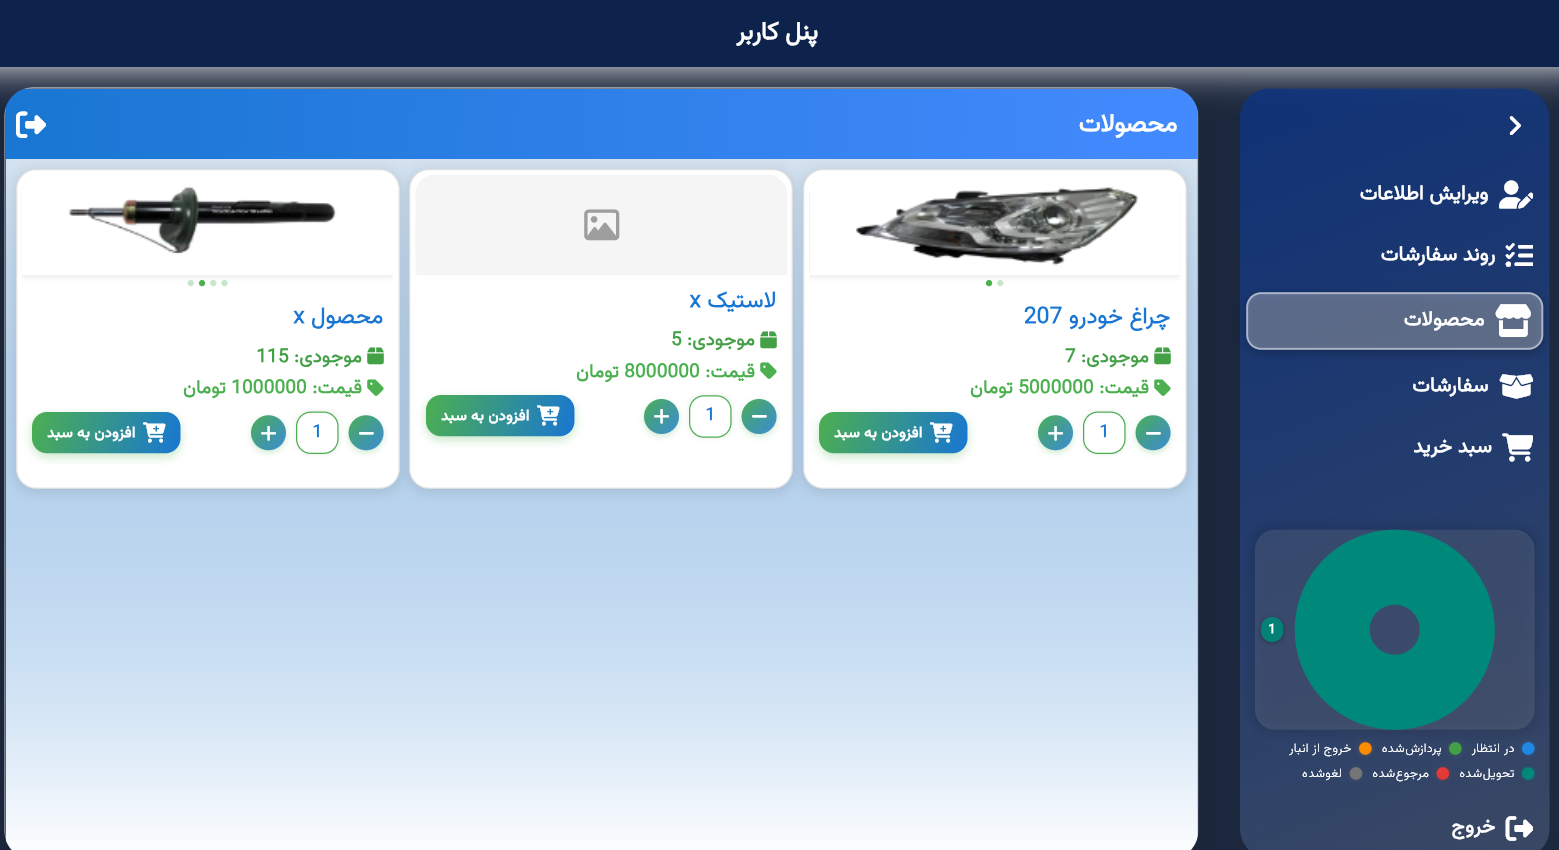 پنل کاربر
محصولات
چراغ خودرو 207
موجودی: 7
قیمت: 5000000 تومان
1
افزودن به سبد
لاستیک x
موجودی: 5
قیمت: 8000000 تومان
1
افزودن به سبد
محصول x
موجودی: 115
قیمت: 1000000 تومان
1
افزودن به سبد
ویرایش اطلاعات
روند سفارشات
محصولات
سفارشات
سبد خرید
1
در انتظار پردازش‌شده خروج از انبار
تحویل‌شده مرجوع‌شده لغوشده
خروج